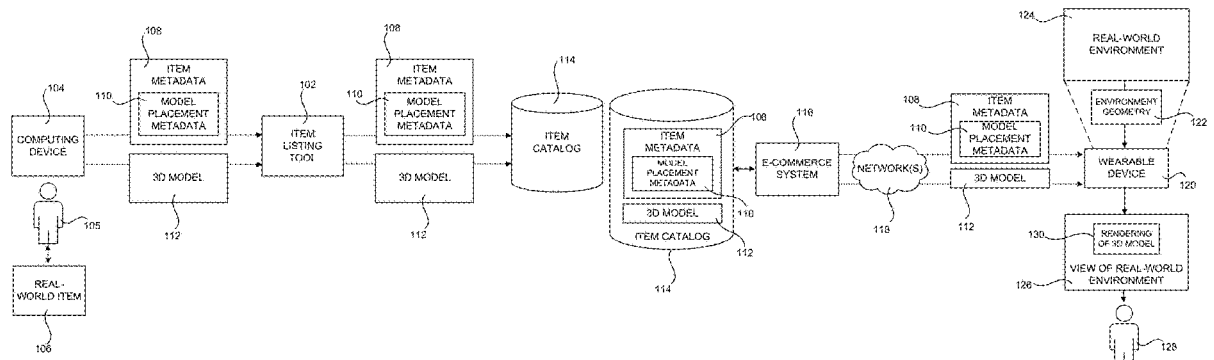 104
COMPUTING
DEVICE
105
REAL-
WORLD ITEM
106
108
ITEM
METADATA
110
MODEL
PLACEMENT
METADATA
3D MODEL
112
102
ITEM
LISTING
TOOL
108
ITEM
METADATA
110
MODEL
PLACEMENT
METADATA
3D MODEL
112
114
ITEM
CATALOG
108
ITEM
METADATA
MODEL
PLACEMENT
METADATA
110
3D MODEL
112
ITEM CATALOG
114
116
E-COMMERCE
SYSTEM
NETWORK(S)
118
108
ITEM
METADATA
110
MODEL
PLACEMENT
METADATA
3D MODEL
112
124
REAL-WORLD
ENVIRONMENT
ENVIRONMENT
GEOMETRY
122
WEARABLE
DEVICE
120
130
RENDERING
OF 3D MODEL
VIEW OF REAL-WORLD
ENVIRONMENT
126
128